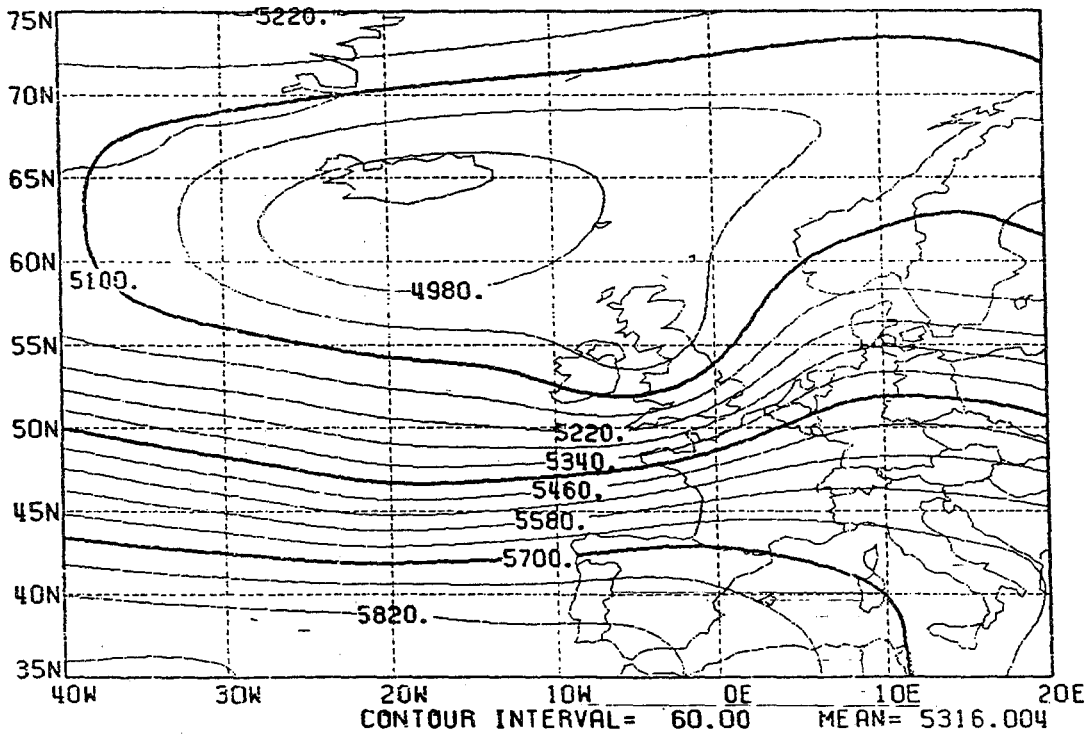 75N
5220.
70N
65N
60N
5100.
4980.
55N
50N
5220.
5340.
5460.
45N
5580.
5700.
40N
5820.
35N
40W 30W 20W 10W 0E 10E 20E
CONTOUR INTERVAL= 60.00 MEAN= 5316.004